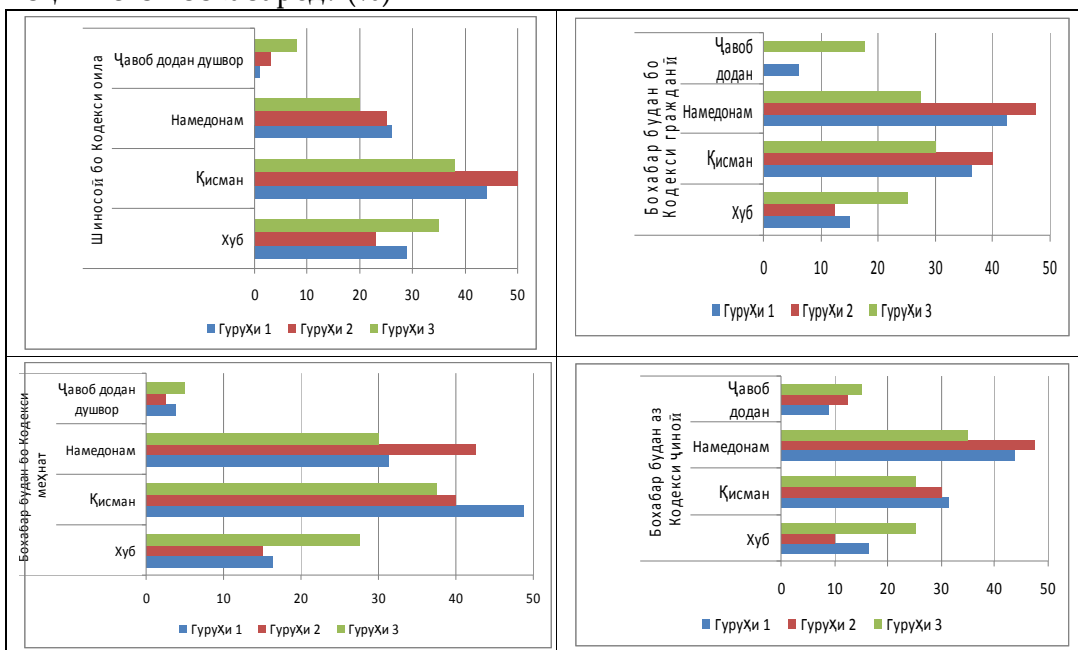 Шиносоӣ бо Кодекси оила
Ҷавоб додан душвор
Намедонам
Қисман
Хуб
0 10 20 30 40 50
Гурӯҳи 1 Гурӯҳи 2 Гурӯҳи 3
Бохабар будан бо
Кодекси гражданӣ
Ҷавоб
додан
Намедонам
Қисман
Хуб
0 10 20 30 40 50
Гурӯҳи 1 Гурӯҳи 2 Гурӯҳи 3
Бохабар будан бо Кодекси
меҳнат
Ҷавоб додан
душвор
Намедонам
Қисман
Хуб
0 10 20 30 40 50
Гурӯҳи 1 Гурӯҳи 2 Гурӯҳи 3
Бохабар будан аз
Кодекси Ҷиноӣ
Ҷавоб
додан
Намедонам
Қисман
Хуб
0 10 20 30 40 50
Гурӯҳи 1 Гурӯҳи 2 Гурӯҳи 3